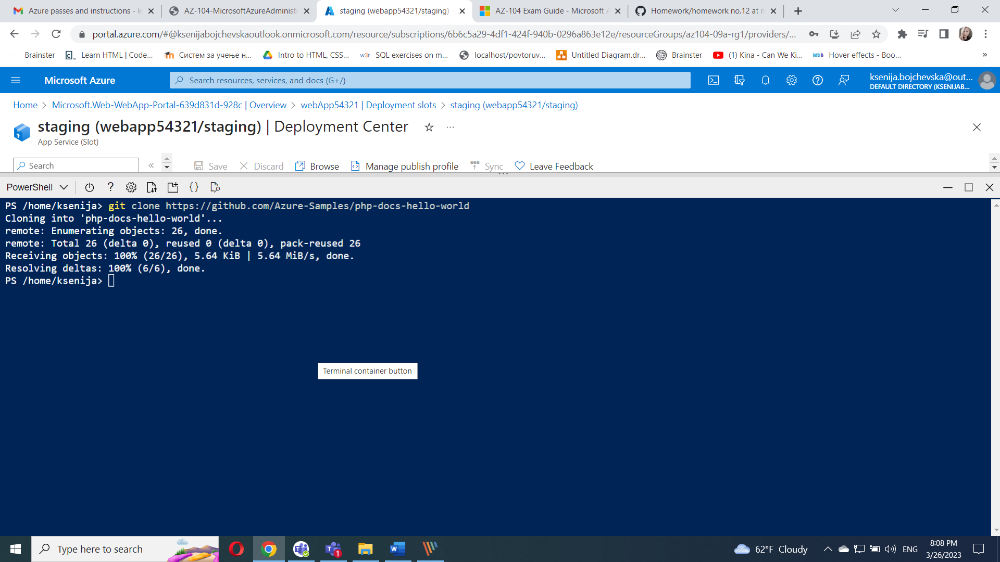 Azure passes and instructions - k
AZ-104-MicrosoftAzureAdministr
staging (webapp54321/staging) -
AZ-104 Exam Guide - Microsoft A
Homework/homework no.12 at m
portal.azure.com/#@ksenijabojchevskaoutlook.onmicrosoft.com/resource/subscriptions/6b6c5a29-4df1-424f-940b-0296a863e12e/resourceGroups/az104-09a-rg1/providers/...
Brainster
Learn HTML | Code...
Систем за учење н...
Intro to HTML, CSS...
w3r
SQL exercises on m...
localhost/povtoruv...
Untitled Diagram.dr...
Brainster
(1) Kina - Can We Ki...
MDB
Hover effects - Boo...
»
Microsoft Azure
Search resources, services, and docs (G+/)
ksenija.bojchevska@out...
DEFAULT DIRECTORY (KSENIJAB...
Home > Microsoft.Web-WebApp-Portal-639d831d-928c | Overview > webApp54321 | Deployment slots > staging (webapp54321/staging)
staging (webapp54321/staging) | Deployment Center
App Service (Slot)
Search
«
Save
Discard
Browse
Manage publish profile
Sync
Leave Feedback
PowerShell
PS /home/ksenija> git clone https://github.com/Azure-Samples/php-docs-hello-world
Cloning into 'php-docs-hello-world'...
remote: Enumerating objects: 26, done.
remote: Total 26 (delta 0), reused 0 (delta 0), pack-reused 26
Receiving objects: 100% (26/26), 5.64 KiB | 5.64 MiB/s, done.
Resolving deltas: 100% (6/6), done.
PS /home/ksenija>
Terminal container button
Type here to search
1
62°F Cloudy
ENG
8:08 PM
3/26/2023